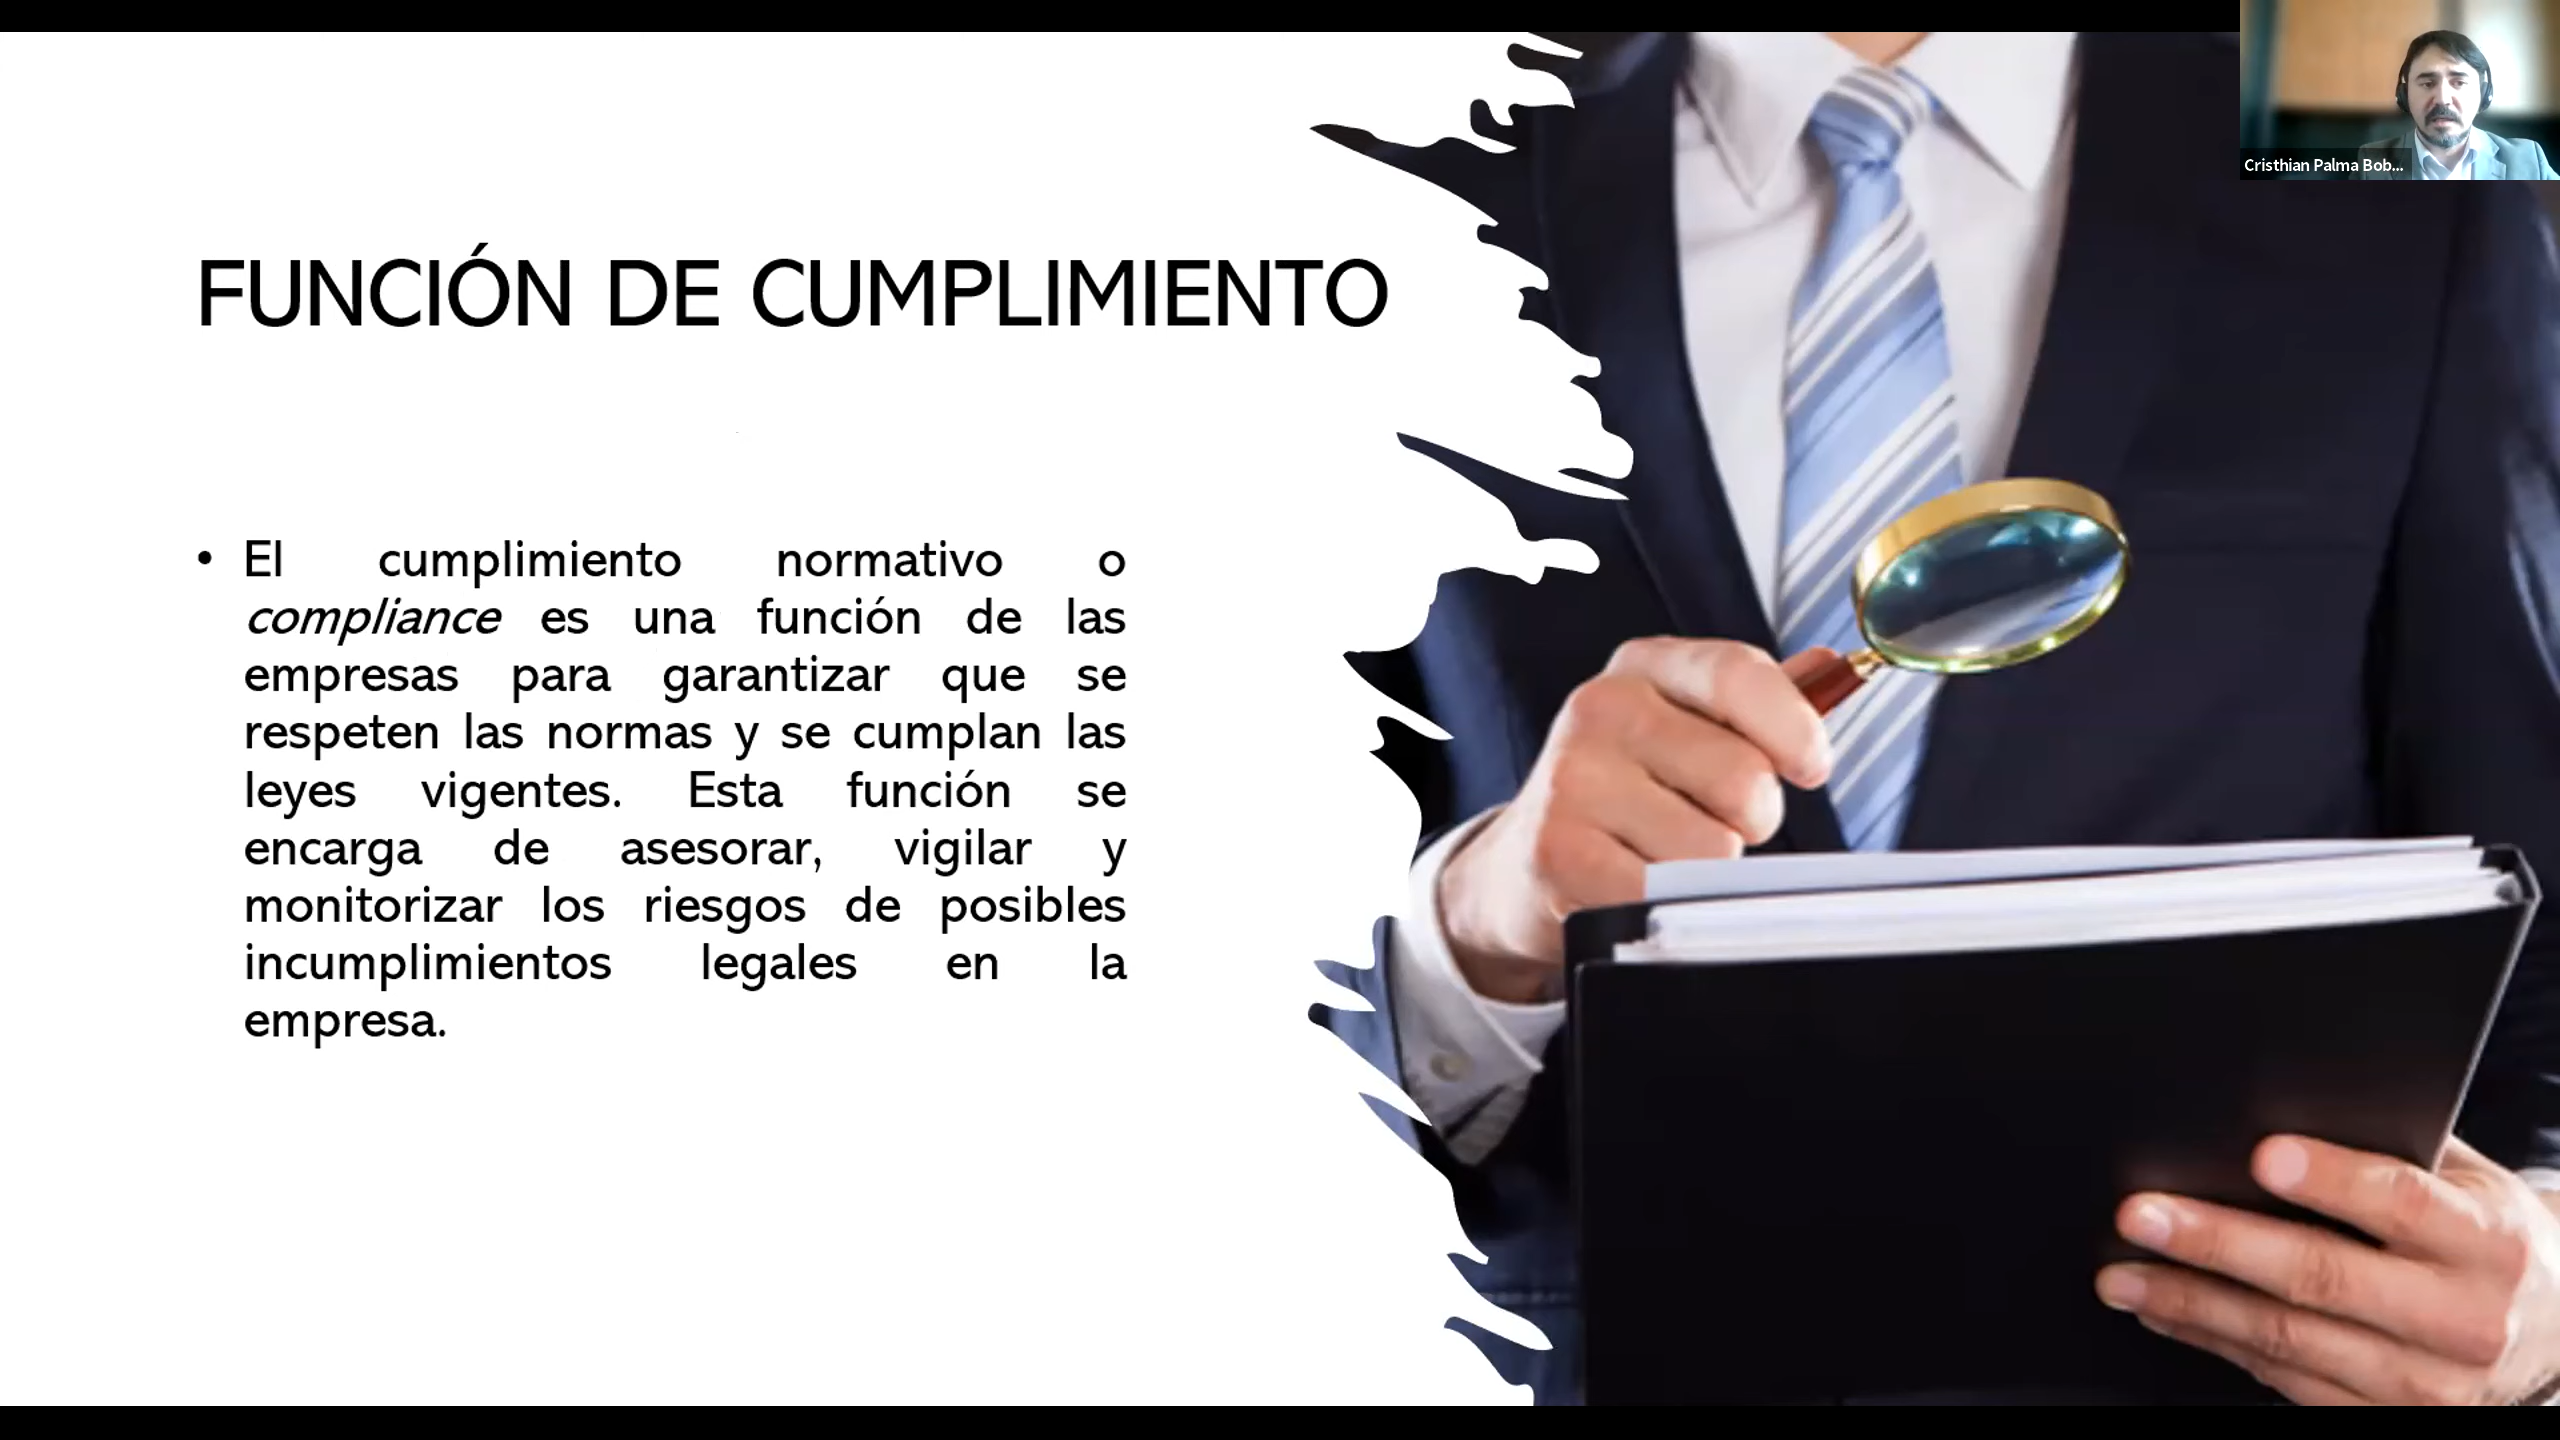 Cristhian Palma Bob...
FUNCIÓN DE CUMPLIMIENTO
• El cumplimiento normativo o
compliance es una función de las
empresas para garantizar que se
respeten las normas y se cumplan las
leyes vigentes. Esta función se
encarga de asesorar, vigilar y
monitorizar los riesgos de posibles
incumplimientos legales en la
empresa.